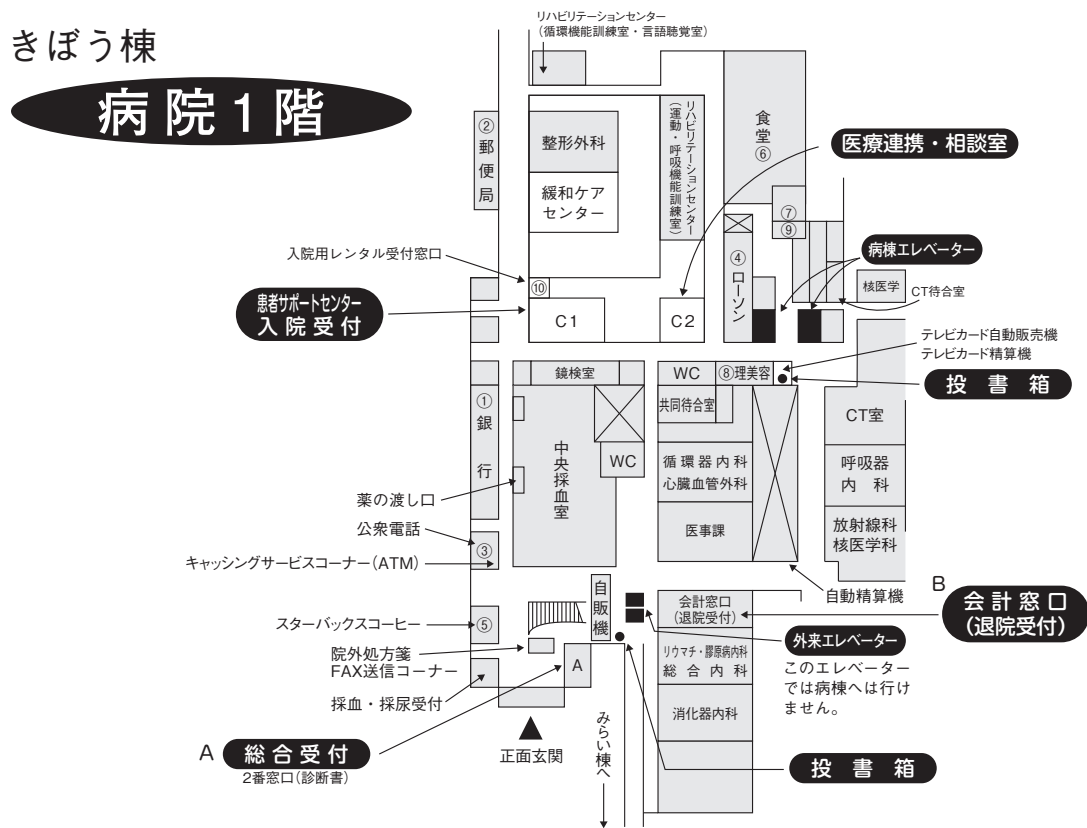 きぼう棟
病院1階
リハビリテーションセンター
(循環機能訓練室・言語聴覚室)
②郵便局
整形外科
緩和ケア
センター
リハビリテーションセンター
(運動・呼吸機能訓練室)
食堂⑥
医療連携・相談室
⑦
⑨
④ローソン
病棟エレベーター
核医学
CT待合室
入院用レンタル受付窓口
⑩
患者サポートセンター
入院受付
C1
C2
テレビカード自動販売機
テレビカード精算機
投書箱
①銀行
鏡検室
WC
⑧理美容
共同待合室
CT室
中央採血室
WC
循環器内科
心臓血管外科
呼吸器
内科
薬の渡し口
医事課
放射線科
核医学科
公衆電話
③
キャッシングサービスコーナー(ATM)
自動精算機
自販機
会計窓口
(退院受付)
B
会計窓口
(退院受付)
スターバックスコーヒー
⑤
外来エレベーター
このエレベーター
では病棟へは行け
ません。
院外処方箋
FAX送信コーナー
A
リウマチ・膠原病内科
総合内科
採血・採尿受付
消化器内科
正面玄関
みらい棟へ
A
総合受付
2番窓口(診断書)
投書箱